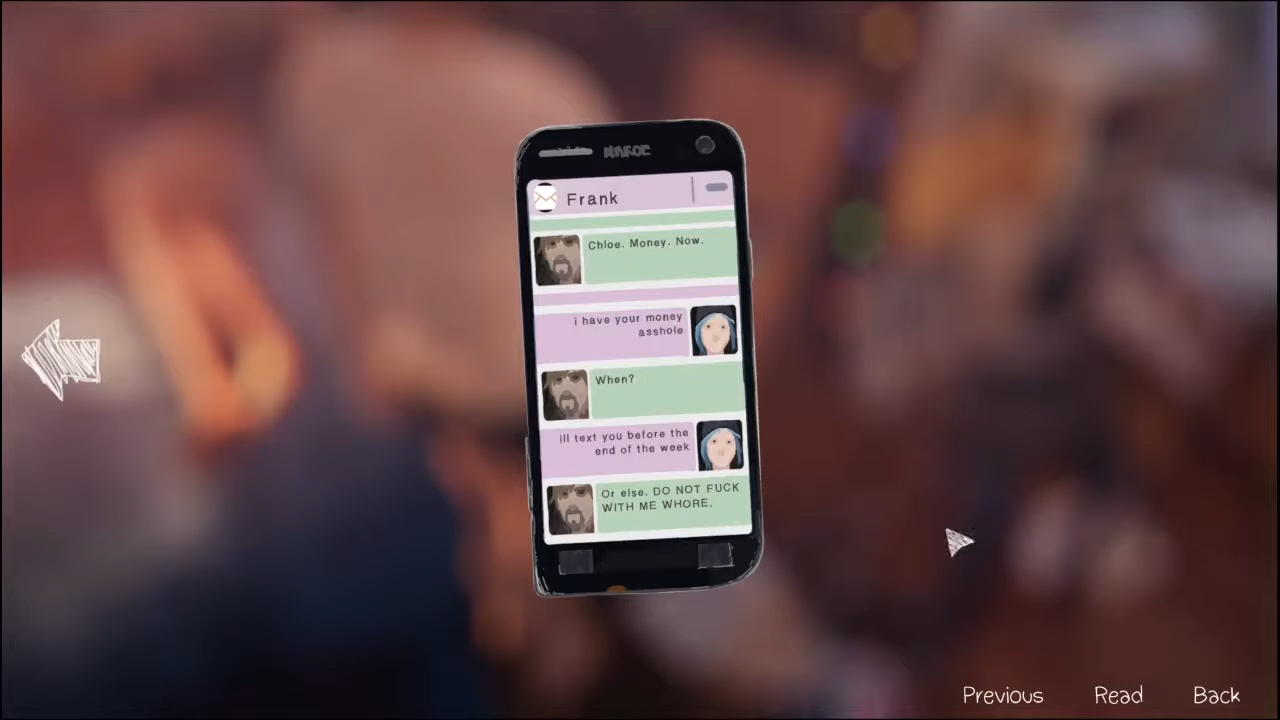 Frank
Chloe. Money. Now.
i have your money
asshole
When?
ill text you before the
end of the week
Or else. DO NOT FUCK
WITH ME WHORE.
Previous
Read
Back